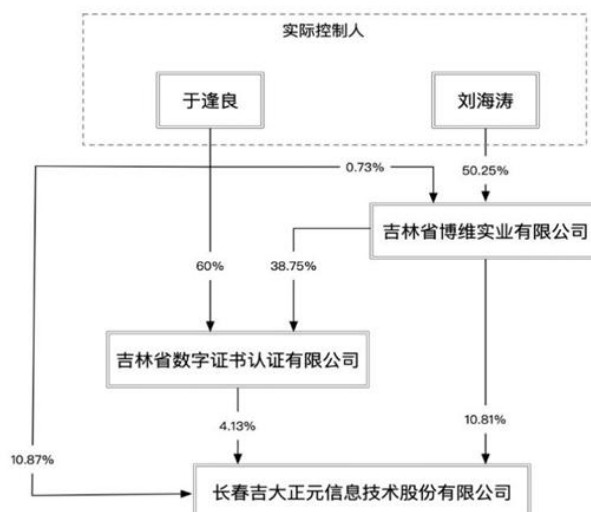 实际控制人
于逢良
刘海涛
0.73%
50.25%
吉林省博维实业有限公司
60%
38.75%
吉林省数字证书认证有限公司
4.13%
10.81%
10.87%
长春吉大正元信息技术股份有限公司